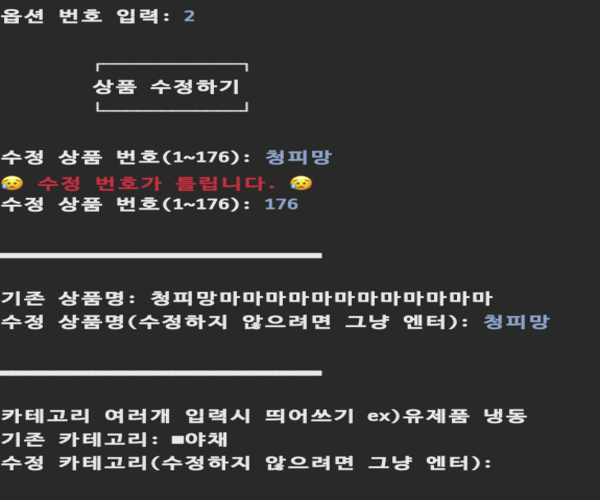 옵션 번호 입력: 2
상품 수정하기
수정 상품 번호(1~176): 청피망
😥 수정 번호가 틀립니다. 😥
수정 상품 번호(1~176): 176
기존 상품명: 청피망마마마마마마마마마마마마
수정 상품명(수정하지 않으려면 그냥 엔터): 청피망
카테고리 여러개 입력시 띄어쓰기 ex)유제품 냉동
기존 카테고리: ■야채
수정 카테고리(수정하지 않으려면 그냥 엔터):